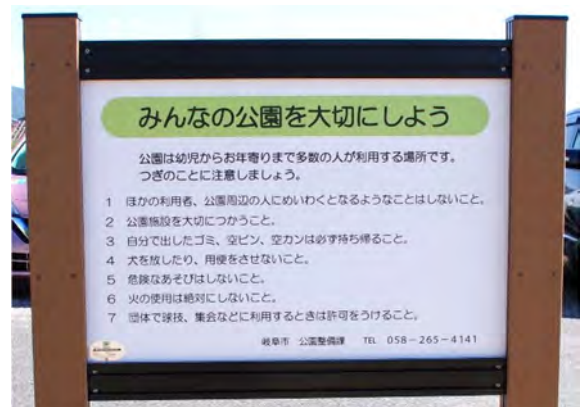 みんなの公園を大切にしよう
公園は幼児からお年寄りまで多数の人が利用する場所です。
つぎのことに注意しましょう。
1 ほかの利用者、公園周辺の人にめいわくとなるようなことはしないこと。
2 公園施設を大切につかうこと。
3 自分で出したゴミ、空ビン、空カンは必ず持ち帰ること。
4 犬を放したり、用便をさせないこと。
5 危険なあそびはしないこと。
6 火の使用は絶対にしないこと。
7 団体で球技、集会などに利用するときは許可をうけること。
岐阜市 公園整備課 TEL 058-265-4141